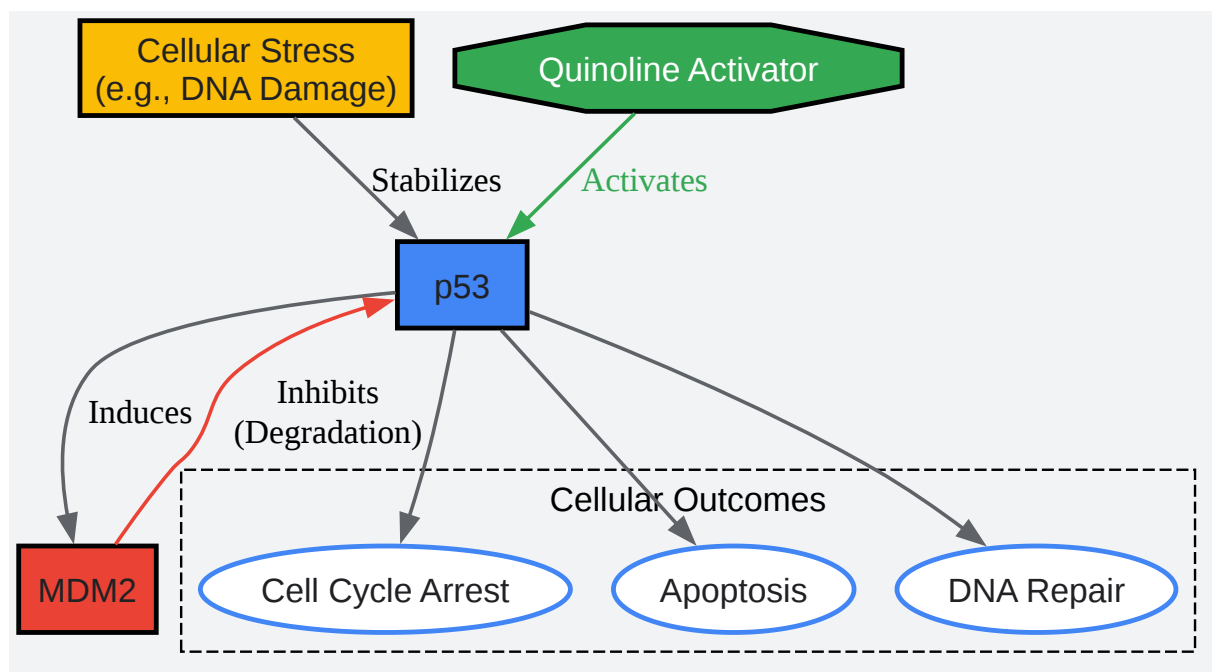 Cellular Stress
(e.g., DNA Damage)
Quinoline Activator
Stabilizes
Activates
p53
Induces
Inhibits
(Degradation)
Cellular Outcomes
MDM2
Cell Cycle Arrest
Apoptosis
DNA Repair